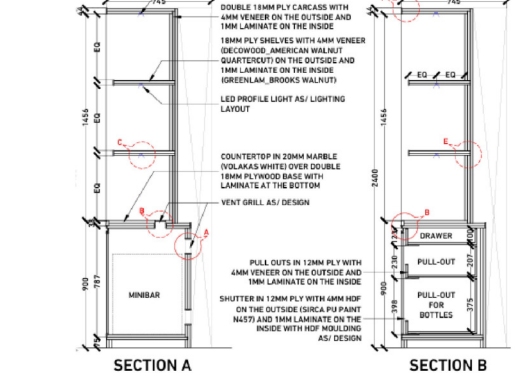 745
745
DOUBLE 18MM PLY CARCASS WITH
4MM VENEER ON THE OUTSIDE AND
1MM LAMINATE ON THE INSIDE
18MM PLY SHELVES WITH 4MM VENEER
(DECOWOOD_AMERICAN WALNUT
QUARTERCUT) ON THE OUTSIDE AND
1MM LAMINATE ON THE INSIDE
(GREENLAM_BROOKS WALNUT)
LED PROFILE LIGHT AS/ LIGHTING
LAYOUT
COUNTERTOP IN 20MM MARBLE
(VOLAKAS WHITE) OVER DOUBLE
18MM PLYWOOD BASE WITH
LAMINATE AT THE BOTTOM
VENT GRILL AS/ DESIGN
PULL OUTS IN 12MM PLY WITH
4MM VENEER ON THE OUTSIDE AND
1MM LAMINATE ON THE INSIDE
SHUTTER IN 12MM PLY WITH 4MM HDF
ON THE OUTSIDE (SIRCA PU PAINT
N457) AND 1MM LAMINATE ON THE
INSIDE WITH HDF MOULDING
AS/ DESIGN
EQ
EQ
EQ
1456
C
B
A
900
787
75
MINIBAR
SECTION A
EQ
EQ
1456
2400
E
B
DRAWER
100
230
PULL-OUT
207
900
398
PULL-OUT
FOR
BOTTLES
375
SECTION B